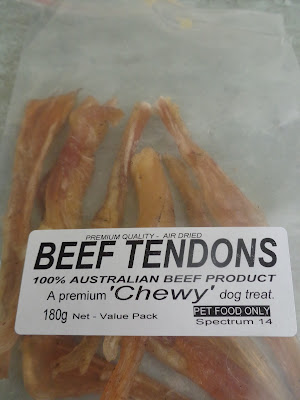 PREMIUM QUALITY - AIR DRIED
BEEF TENDONS
100% AUSTRALIAN BEEF PRODUCT
A premium 'Chewy' dog treat.
180g Net - Value Pack PET FOOD ONLY
Spectrum 14